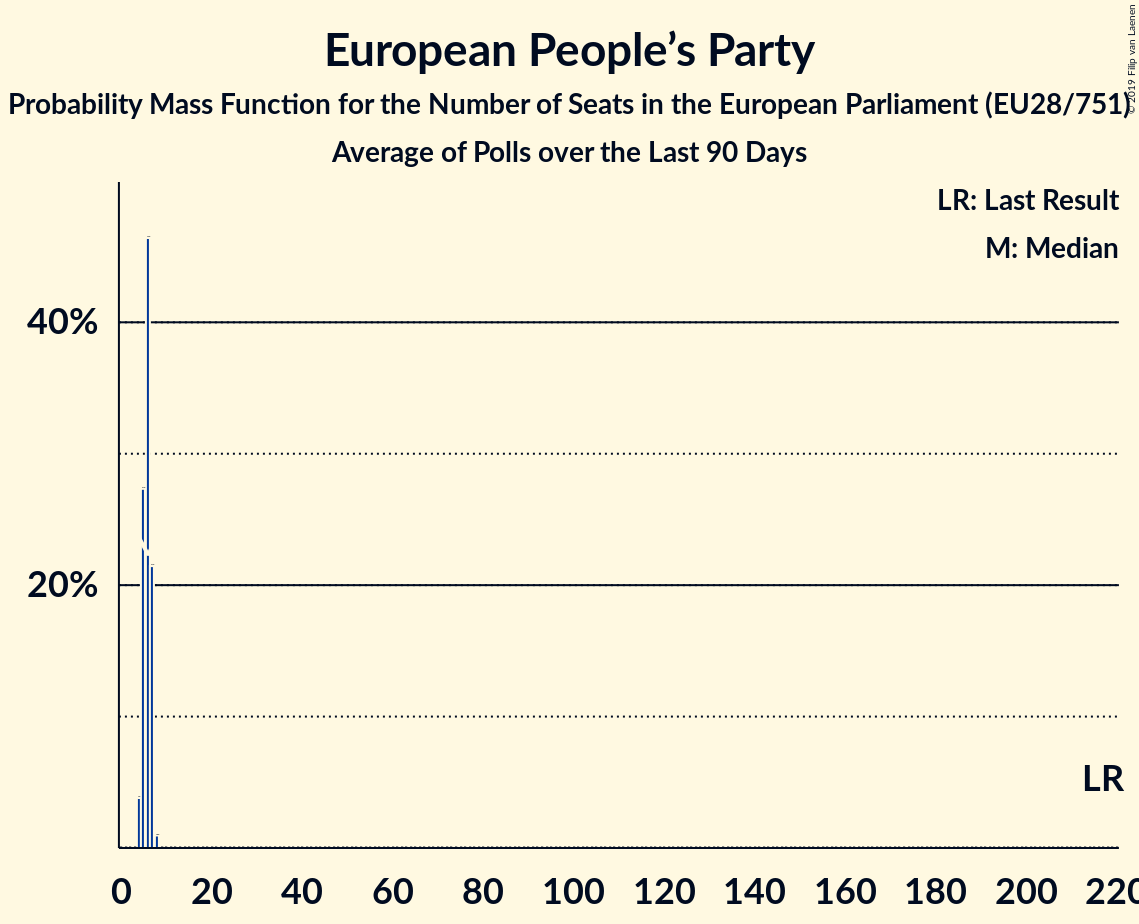 European People’s Party
Probability Mass Function for the Number of Seats in the European Parliament (EU28/751)
Average of Polls over the Last 90 Days
© 2019 Filip van Laenen
LR: Last Result
M: Median
40%
20%
LR
0 20 40 60 80 100 120 140 160 180 200 220